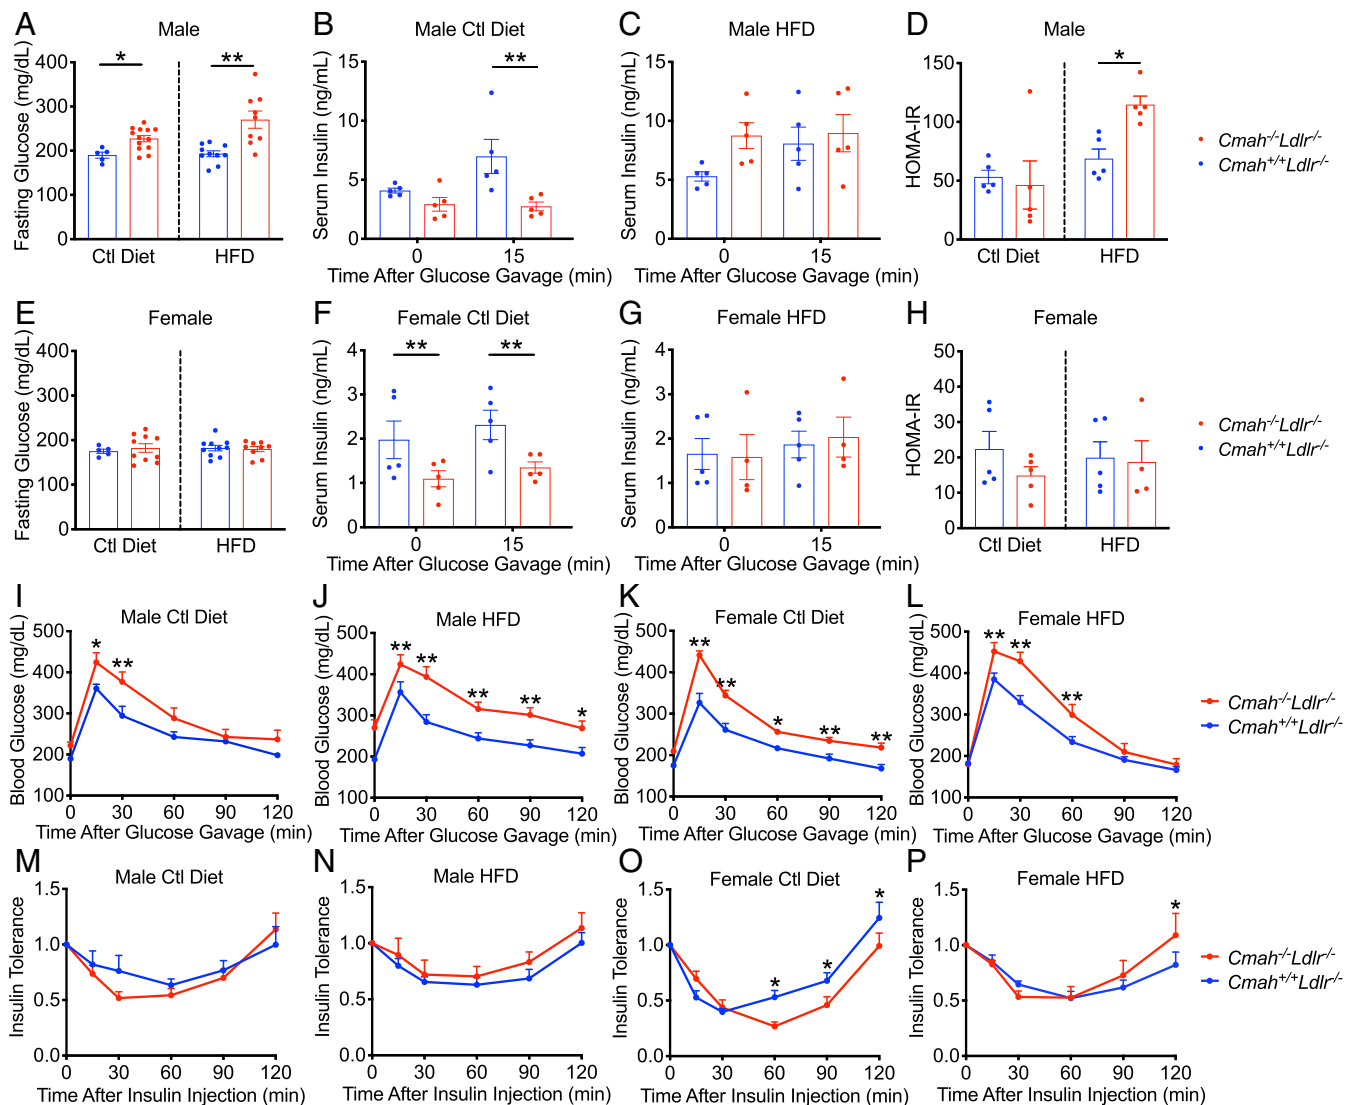 A Male
Fasting Glucose (mg/dL)
400
300
200
100
0
* **
Ctl Diet HFD
B Male Ctl Diet
Serum Insulin (ng/mL)
15
10
5
0
**
0 15
Time After Glucose Gavage (min)
C Male HFD
Serum Insulin (ng/mL)
15
10
5
0
0 15
Time After Glucose Gavage (min)
D Male
HOMA-IR
150
100
50
0
*
Ctl Diet HFD
Cmah-/-Ldlr-/-
Cmah+/+Ldlr-/-
E Female
Fasting Glucose (mg/dL)
400
300
200
100
0
Ctl Diet HFD
F Female Ctl Diet
Serum Insulin (ng/mL)
4
3
2
1
0
** **
0 15
Time After Glucose Gavage (min)
G Female HFD
Serum Insulin (ng/mL)
4
3
2
1
0
0 15
Time After Glucose Gavage (min)
H Female
HOMA-IR
50
40
30
20
10
0
Ctl Diet HFD
Cmah-/-Ldlr-/-
Cmah+/+Ldlr-/-
I Male Ctl Diet
Blood Glucose (mg/dL)
500
400
300
200
100
* **
0 30 60 90 120
Time After Glucose Gavage (min)
J Male HFD
Blood Glucose (mg/dL)
500
400
300
200
100
** ** ** ** *
0 30 60 90 120
Time After Glucose Gavage (min)
K Female Ctl Diet
Blood Glucose (mg/dL)
500
400
300
200
100
** ** * ** **
0 30 60 90 120
Time After Glucose Gavage (min)
L Female HFD
Blood Glucose (mg/dL)
500
400
300
200
100
** ** **
0 30 60 90 120
Time After Glucose Gavage (min)
Cmah-/-Ldlr-/-
Cmah+/+Ldlr-/-
M Male Ctl Diet
Insulin Tolerance
1.5
1.0
0.5
0.0
0 30 60 90 120
Time After Insulin Injection (min)
N Male HFD
Insulin Tolerance
1.5
1.0
0.5
0.0
0 30 60 90 120
Time After Insulin Injection (min)
O Female Ctl Diet
Insulin Tolerance
1.5
1.0
0.5
0.0
* * *
0 30 60 90 120
Time After Insulin Injection (min)
P Female HFD
Insulin Tolerance
1.5
1.0
0.5
0.0
*
0 30 60 90 120
Time After Insulin Injection (min)
Cmah-/-Ldlr-/-
Cmah+/+Ldlr-/-